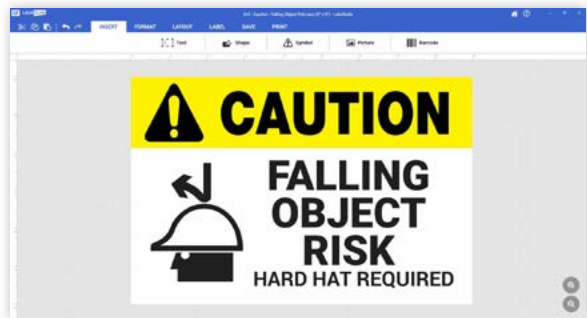 INSERT FORMAT LAYOUT LABEL SAVE PRINT
Text Shape Symbol Picture Barcode
CAUTION
FALLING
OBJECT
RISK
HARD HAT REQUIRED